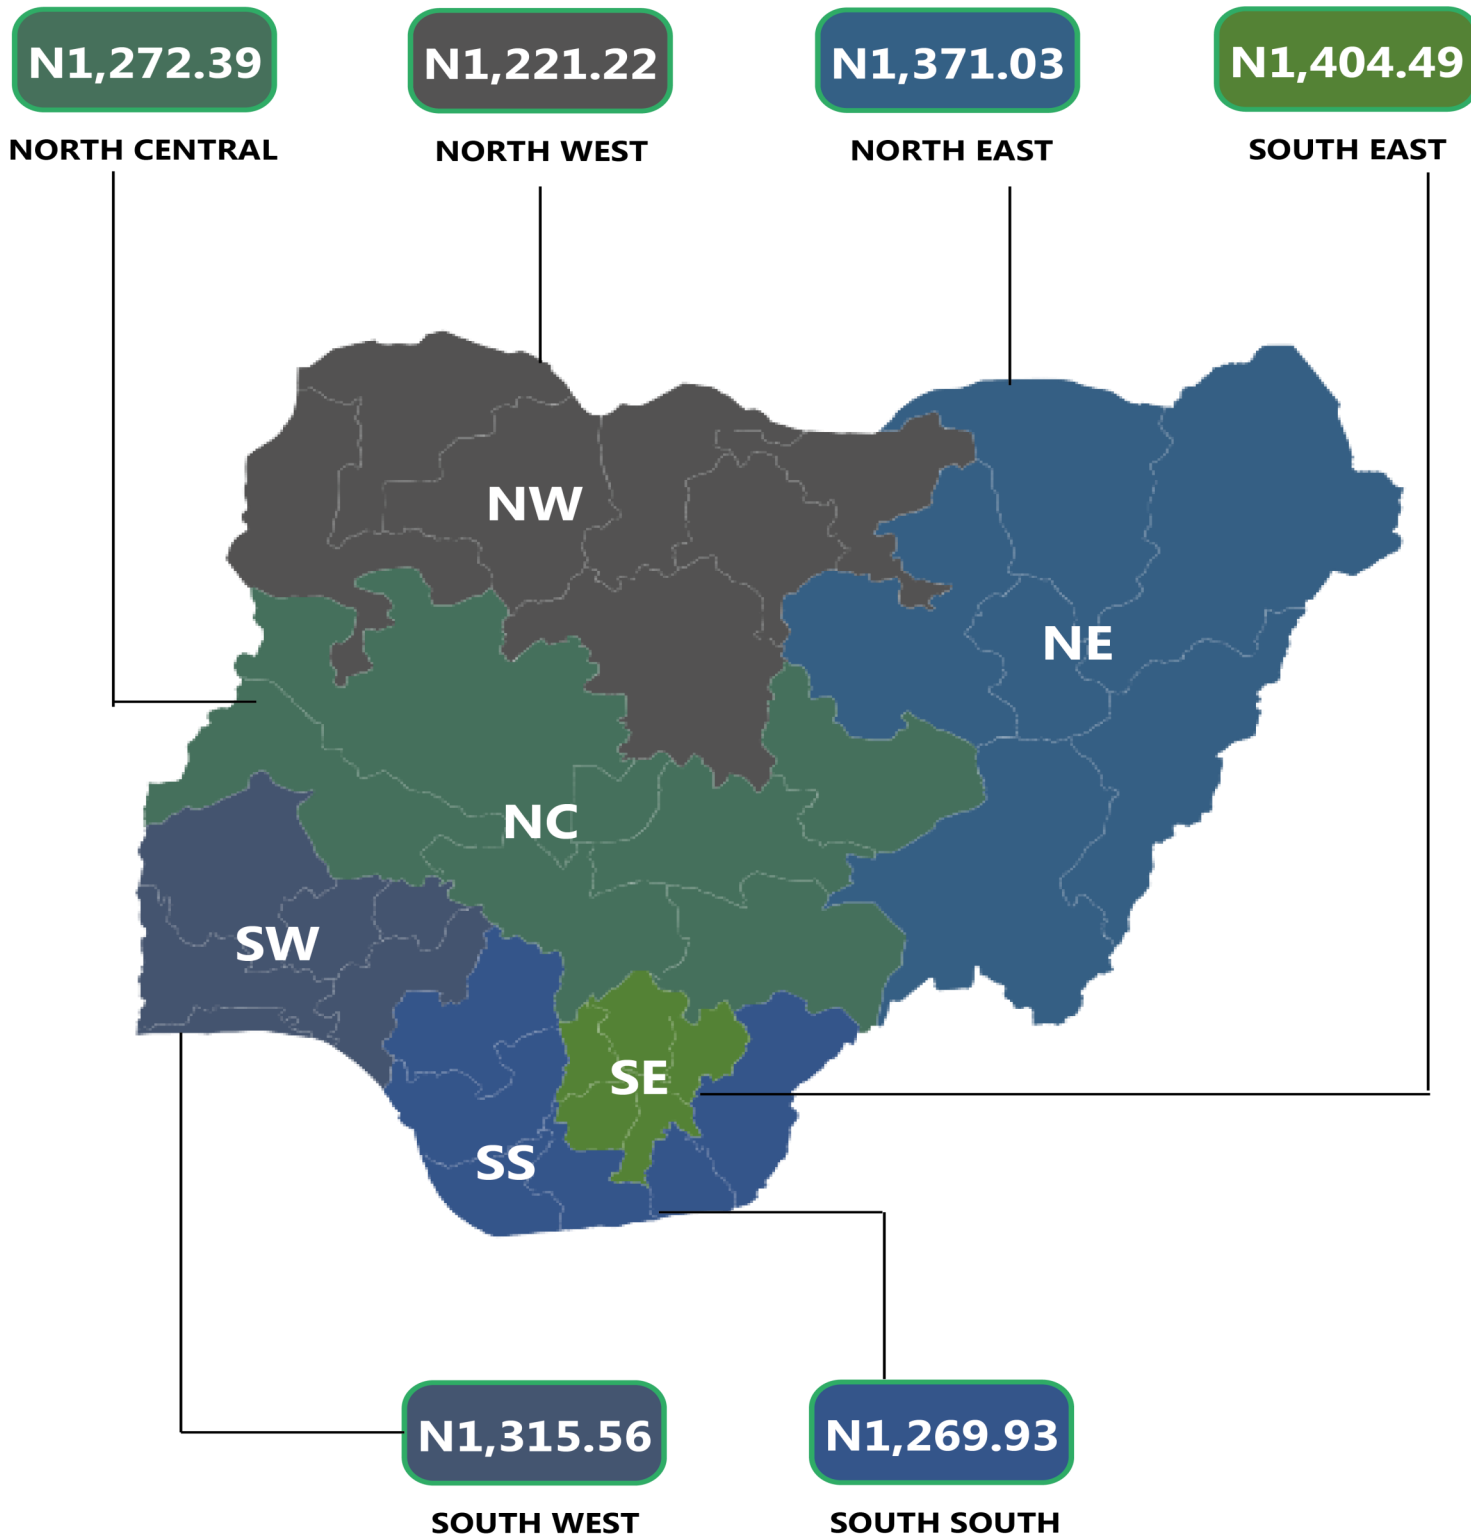 N1,272.39
NORTH CENTRAL
N1,221.22
NORTH WEST
N1,371.03
NORTH EAST
N1,404.49
SOUTH EAST
NW
NE
NC
SW
SE
SS
N1,315.56
SOUTH WEST
N1,269.93
SOUTH SOUTH